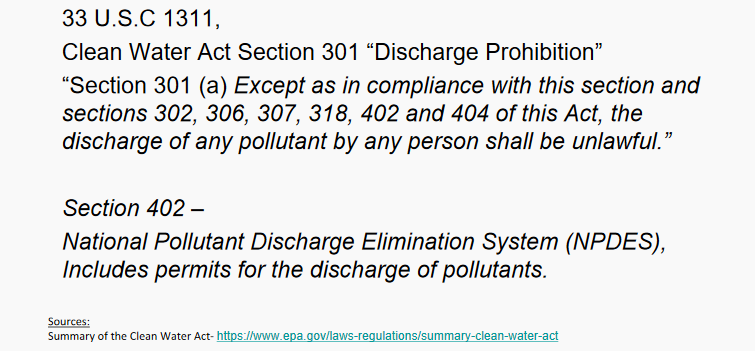 33 U.S.C 1311,
Clean Water Act Section 301 “Discharge Prohibition”
“Section 301 (a) Except as in compliance with this section and
sections 302, 306, 307, 318, 402 and 404 of this Act, the
discharge of any pollutant by any person shall be unlawful.”
Section 402 –
National Pollutant Discharge Elimination System (NPDES),
Includes permits for the discharge of pollutants.
Sources:
Summary of the Clean Water Act- https://www.epa.gov/laws-regulations/summary-clean-water-act